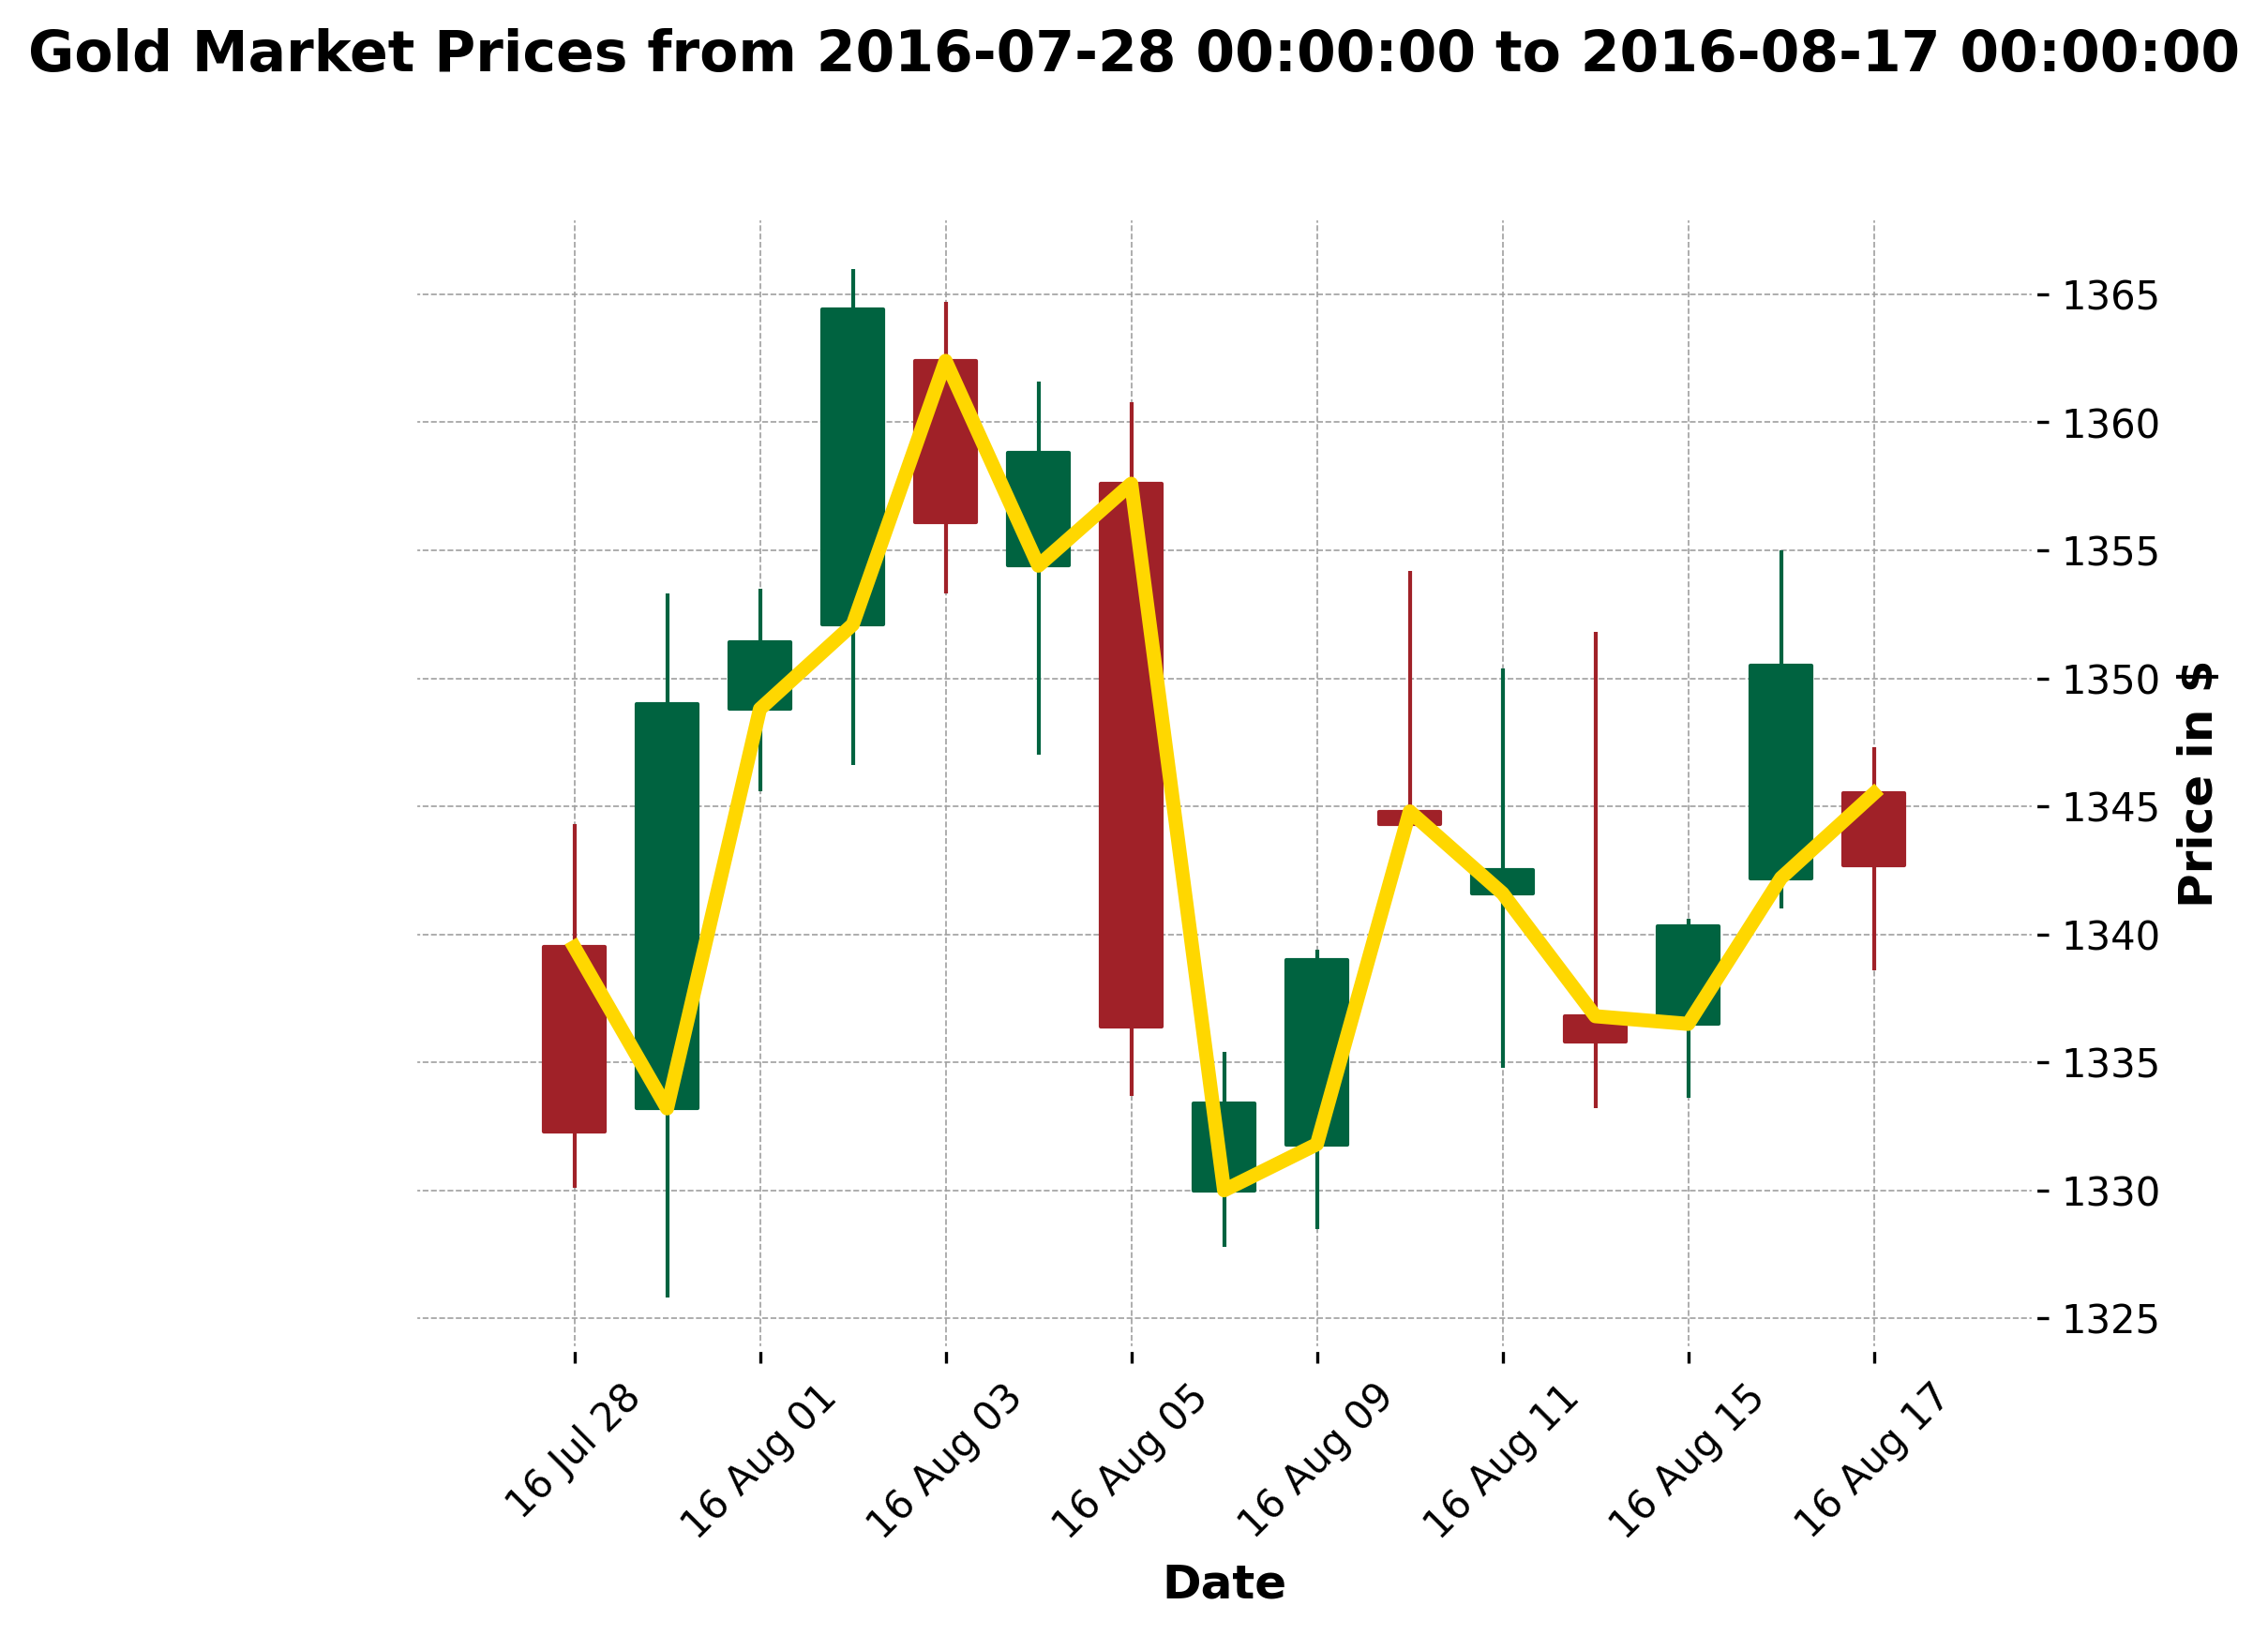 Gold Market Prices from 2016-07-28 00:00:00 to 2016-08-17 00:00:00
1365
1360
1355
1350
1345
1340
1335
1330
1325
Price in $
16 Jul 28
16 Aug 01
16 Aug 03
16 Aug 05
16 Aug 09
16 Aug 11
16 Aug 15
16 Aug 17
Date